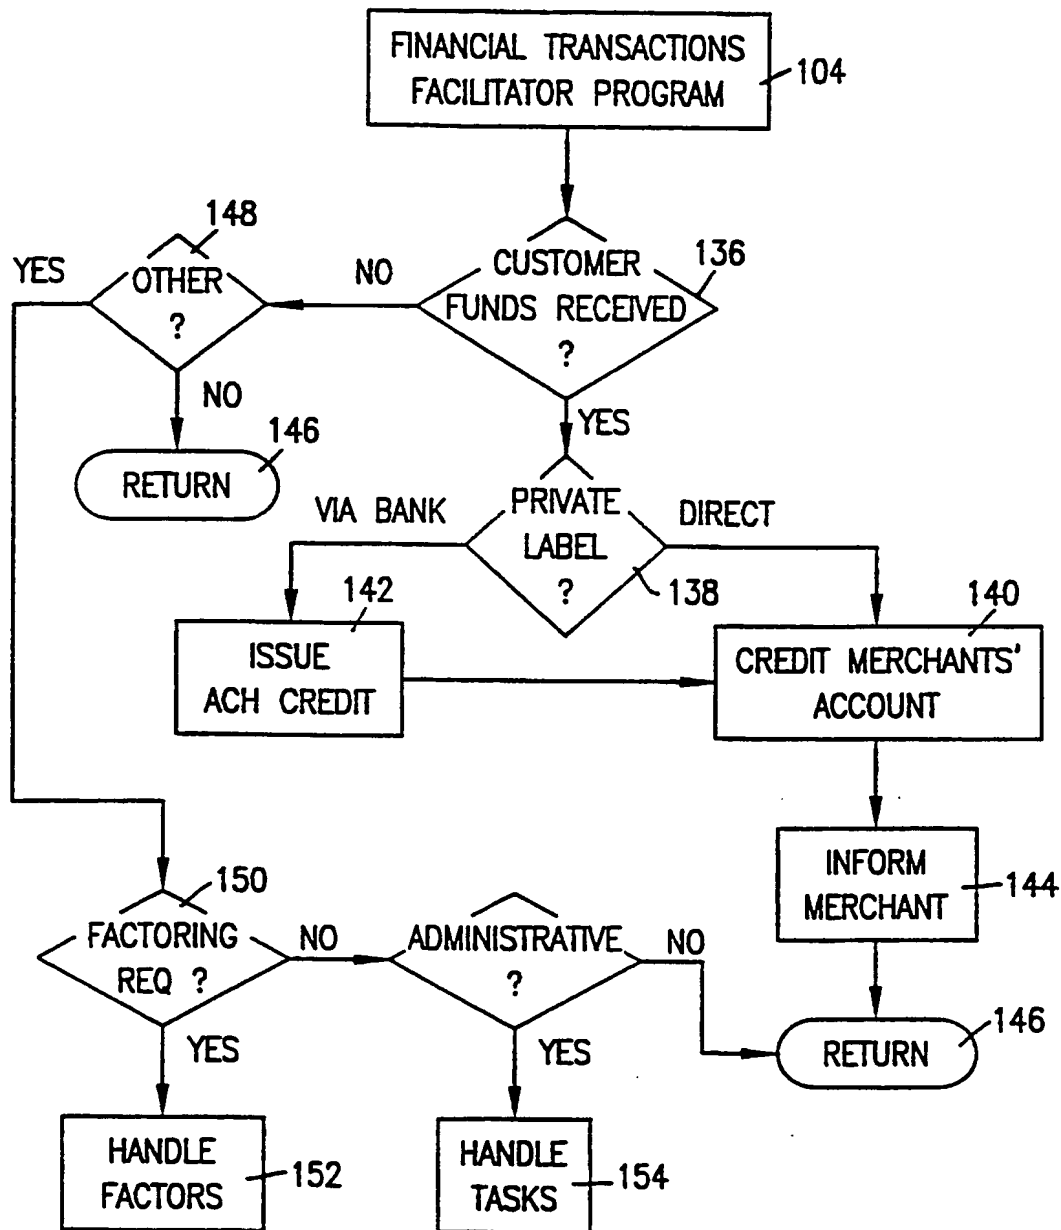 FINANCIAL TRANSACTIONS
FACILITATOR PROGRAM
104
148
YES
OTHER
?
NO
CUSTOMER
FUNDS RECEIVED
?
136
NO
146
RETURN
YES
VIA BANK
PRIVATE
LABEL
?
DIRECT
138
142
ISSUE
ACH CREDIT
140
CREDIT MERCHANTS'
ACCOUNT
INFORM
MERCHANT
144
150
FACTORING
REQ ?
NO
ADMINISTRATIVE
?
NO
146
RETURN
YES
YES
HANDLE
FACTORS
152
HANDLE
TASKS
154